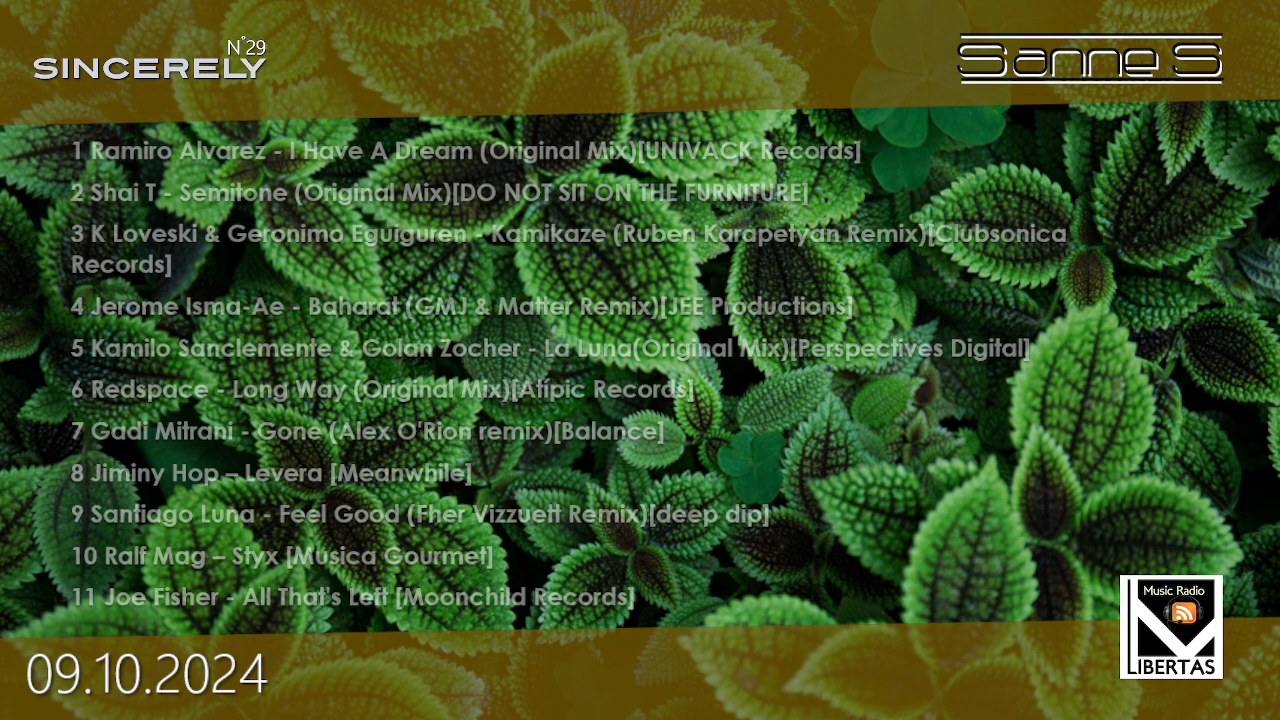 N°29
SINCERELY
Sanne S
1 Ramiro Alvarez - I Have A Dream (Original Mix)[UNIVACK Records]
2 Shai T - Semitone (Original Mix)[DO NOT SIT ON THE FURNITURE]
3 K Loveski & Geronimo Eguiguren - Kamikaze (Ruben Karapetyan Remix)[Clubsonica
Records]
4 Jerome Isma-Ae - Baharat (GMJ & Matter Remix)[JEE Productions]
5 Kamilo Sanclemente & Golan Zocher - La Luna(Original Mix)[Perspectives Digital]
6 Redspace - Long Way (Original Mix)[Atipic Records]
7 Gadi Mitrani - Gone (Alex O'Rion remix)[Balance]
8 Jiminy Hop – Levera [Meanwhile]
9 Santiago Luna - Feel Good (Fher Vizzuett Remix)[deep dip]
10 Ralf Mag – Styx [Musica Gourmet]
11 Joe Fisher - All That's Left [Moonchild Records]
09.10.2024
Music Radio
LIBERTAS